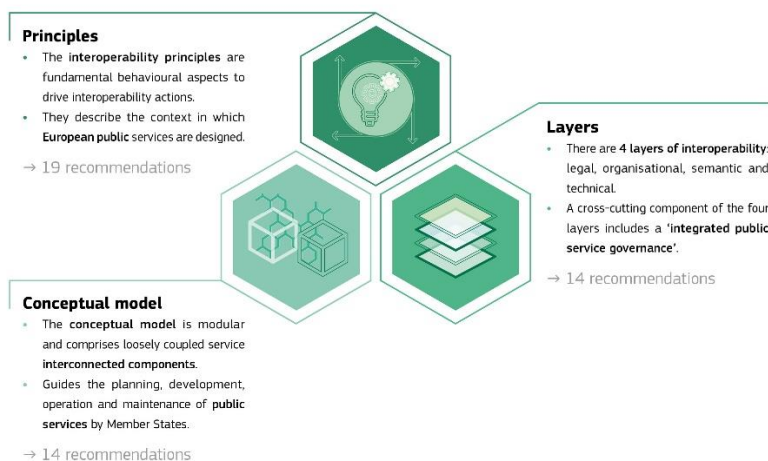 Principles
• The interoperability principles are
fundamental behavioural aspects to
drive interoperability actions.
• They describe the context in which
European public services are designed.
→ 19 recommendations
Layers
• There are 4 layers of interoperability:
legal, organisational, semantic and
technical.
• A cross-cutting component of the four
layers includes a ‘integrated public
service governance’.
→ 14 recommendations
Conceptual model
• The conceptual model is modular
and comprises loosely coupled service
interconnected components.
• Guides the planning, development,
operation and maintenance of public
services by Member States.
→ 14 recommendations